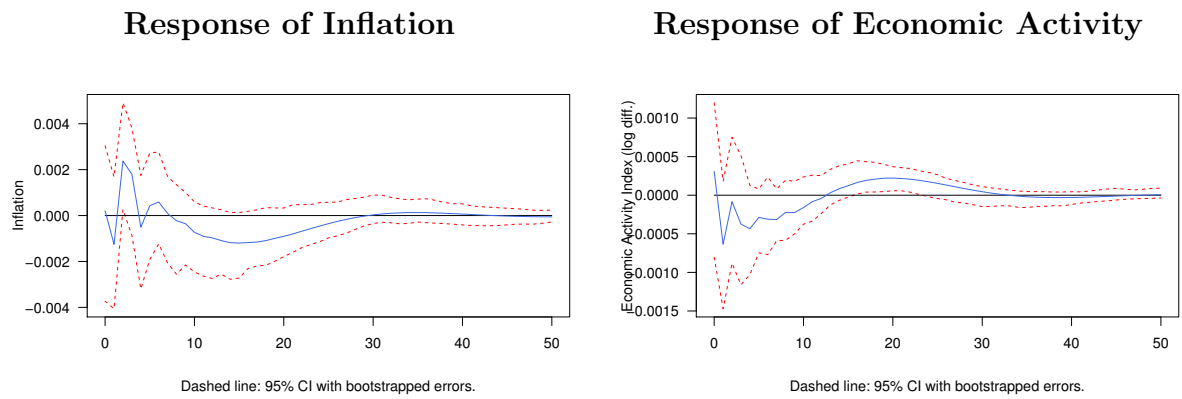 Response of Inflation
Inflation
0.004
0.002
0.000
−0.002
−0.004
0 10 20 30 40 50
Dashed line: 95% CI with bootstrapped errors.
Response of Economic Activity
Economic Activity Index (log diff.)
0.0010
0.0005
0.0000
−0.0005
−0.0010
−0.0015
0 10 20 30 40 50
Dashed line: 95% CI with bootstrapped errors.